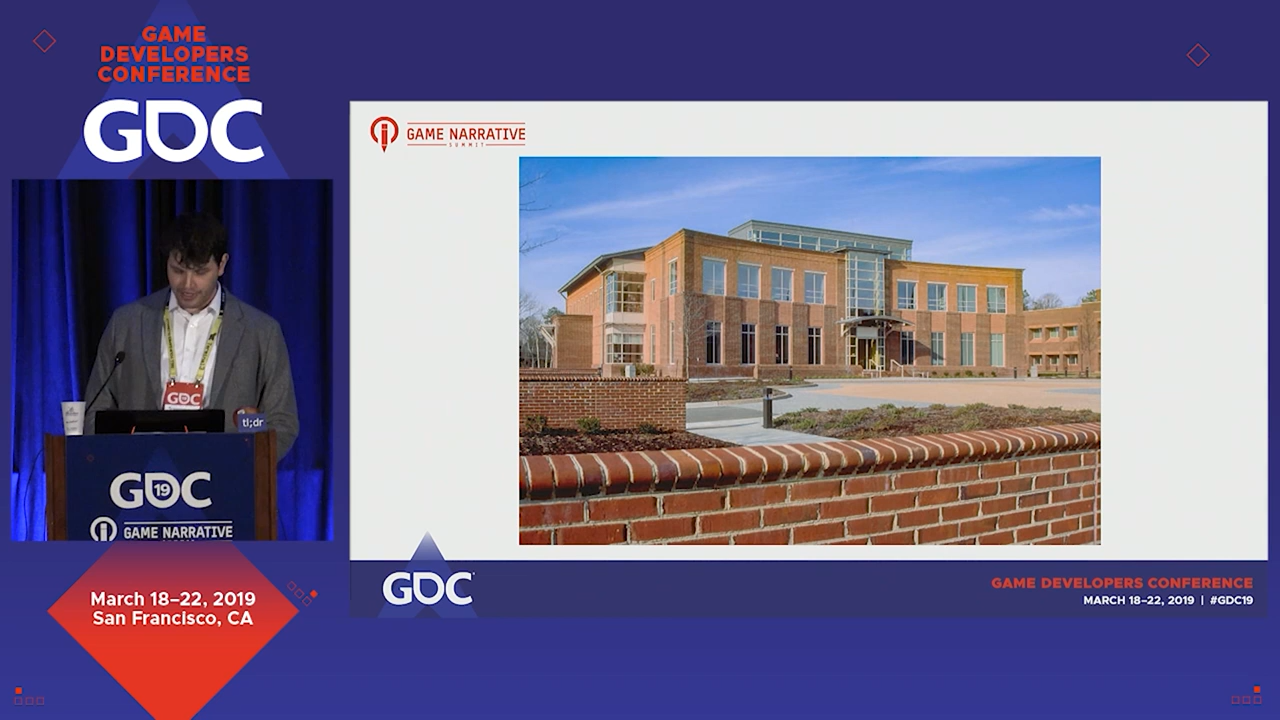 GAME
DEVELOPERS
CONFERENCE
GDC
GAME NARRATIVE
SUMMIT
GDC
tl;dr
GDC
19
GAME NARRATIVE
March 18–22, 2019
San Francisco, CA
GDC
GAME DEVELOPERS CONFERENCE
MARCH 18–22, 2019 | #GDC19